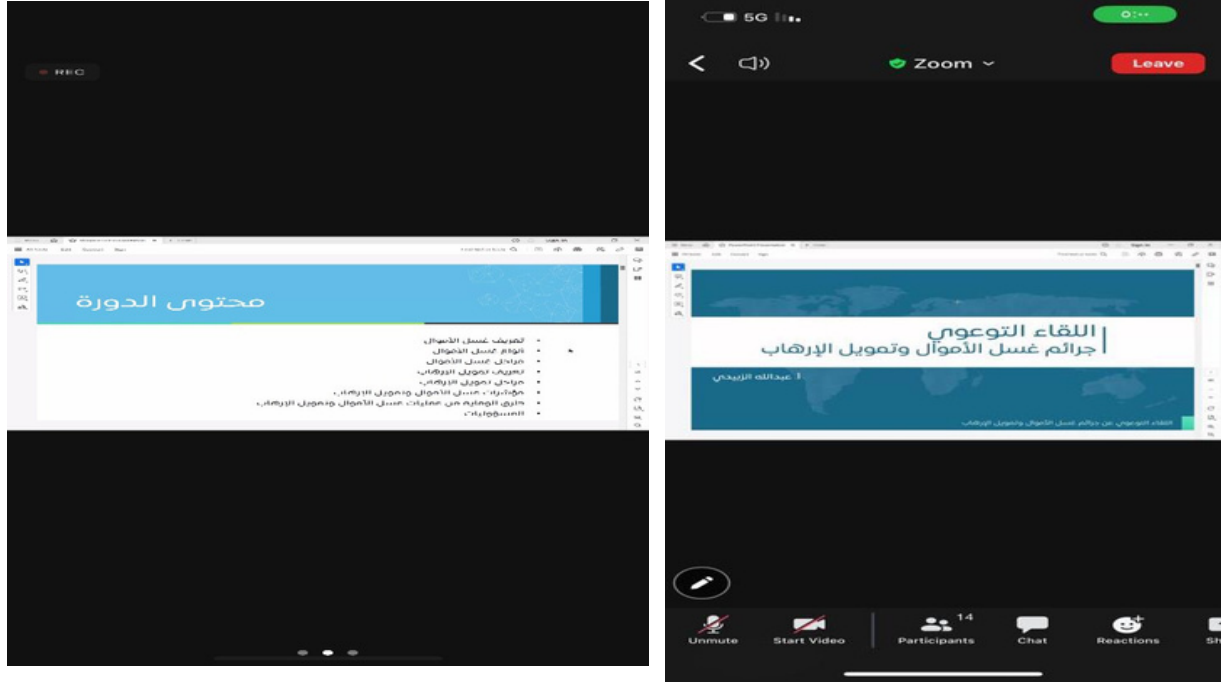 REC
محتوى الدورة
تعريف غسل الأموال
أنواع غسل الأموال
مراحل غسل الأموال
تعريف تمويل الإرهاب
مراحل تمويل الإرهاب
مؤشرات غسل الأموال وتمويل الإرهاب
طرق الوقاية من عمليات غسل الأموال وتمويل الإرهاب
المسؤوليات
5G
Zoom
Leave
اللقاء التوعوي
جرائم غسل الأموال وتمويل الإرهاب
أ عبدالله الزبيدي
اللقاء التوعوي عن جرائم غسل الأموال وتمويل الإرهاب
14
Unmute
Start Video
Participants
Chat
Reactions